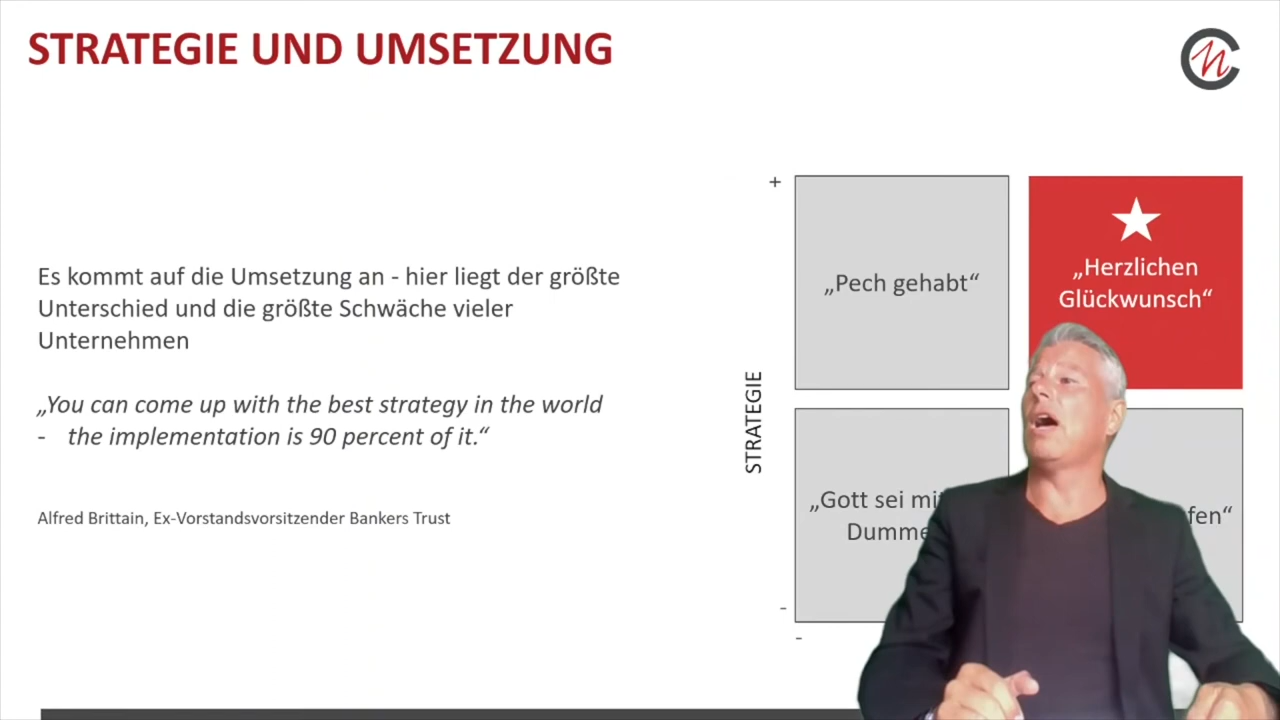 STRATEGIE UND UMSETZUNG
Es kommt auf die Umsetzung an - hier liegt der größte
Unterschied und die größte Schwäche vieler
Unternehmen
„You can come up with the best strategy in the world
- the implementation is 90 percent of it.“
Alfred Brittain, Ex-Vorstandsvorsitzender Bankers Trust
STRATEGIE
+
„Pech gehabt“
„Herzlichen
Glückwunsch“
„Gott sei
-
-